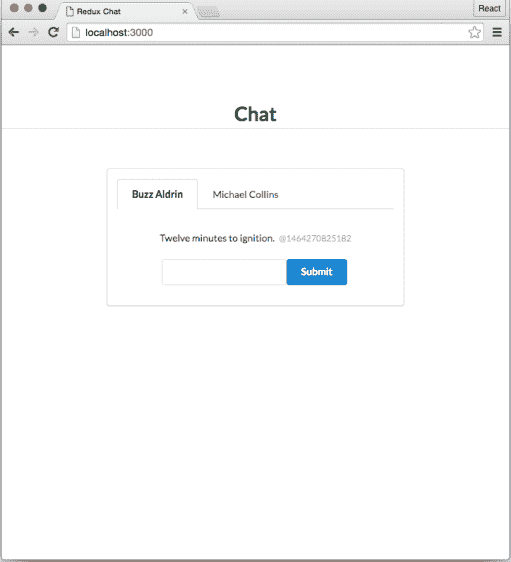 Redux Chat
React
localhost:3000
Chat
Buzz Aldrin
Michael Collins
Twelve minutes to ignition. @1464270825182
Submit